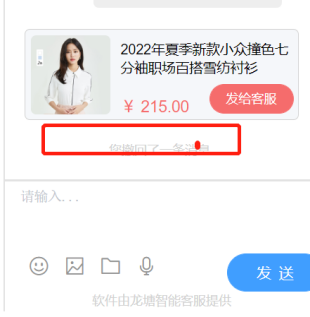 2022年夏季新款小众撞色七
分袖职场百搭雪纺衬衫
¥ 215.00
发给客服
您撤回了一条消息
请输入...
发 送
软件由龙塘智能客服提供